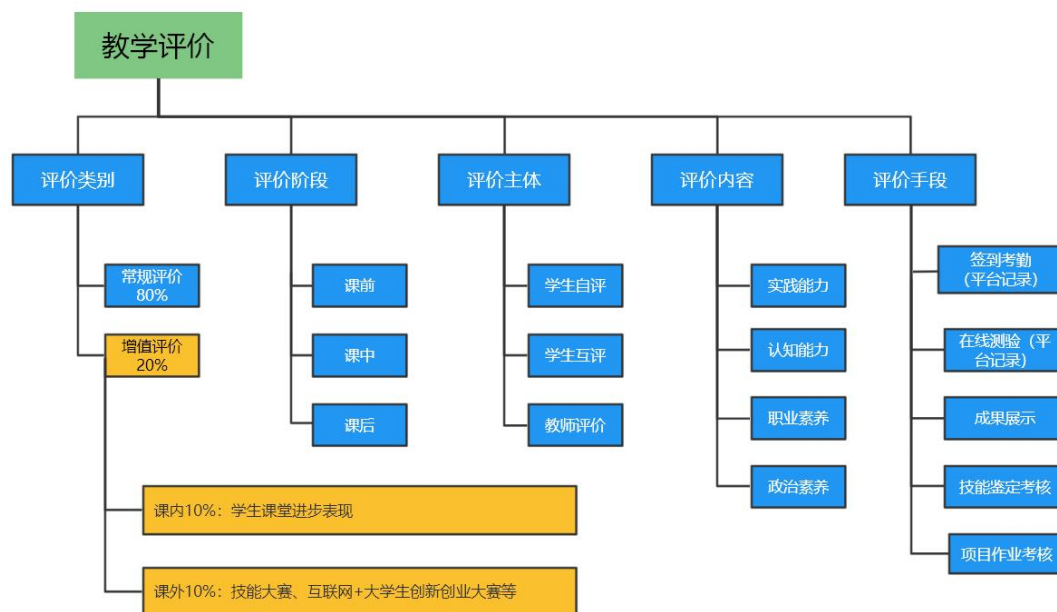 教学评价
评价类别
评价阶段
评价主体
评价内容
评价手段
常规评价
80%
增值评价
20%
课内10%：学生课堂进步表现
课外10%：技能大赛、互联网+大学生创新创业大赛等
课前
课中
课后
学生自评
学生互评
教师评价
实践能力
认知能力
职业素养
政治素养
签到考勤
（平台记录）
在线测验（平
台记录）
成果展示
技能鉴定考核
项目作业考核